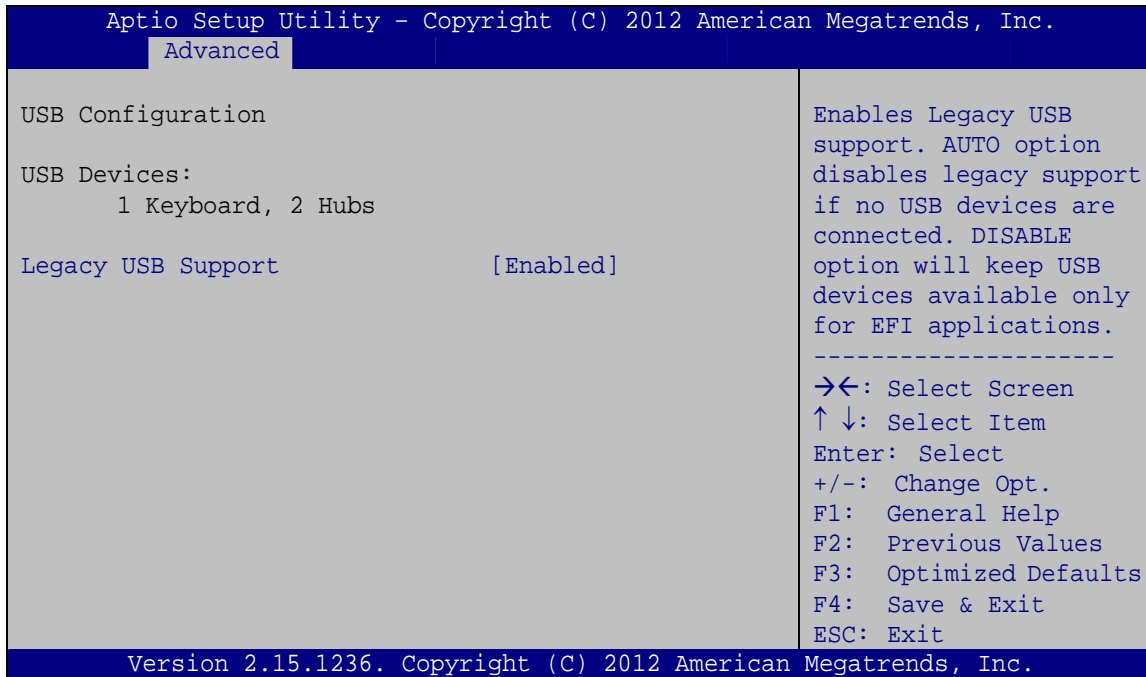 Aptio Setup Utility – Copyright (C) 2012 American Megatrends, Inc.
Advanced
USB Configuration
USB Devices:
1 Keyboard, 2 Hubs
Legacy USB Support [Enabled]
Enables Legacy USB
support. AUTO option
disables legacy support
if no USB devices are
connected. DISABLE
option will keep USB
devices available only
for EFI applications.
---------------------
→←: Select Screen
↑ ↓: Select Item
Enter: Select
+/-: Change Opt.
F1: General Help
F2: Previous Values
F3: Optimized Defaults
F4: Save & Exit
ESC: Exit
Version 2.15.1236. Copyright (C) 2012 American Megatrends, Inc.